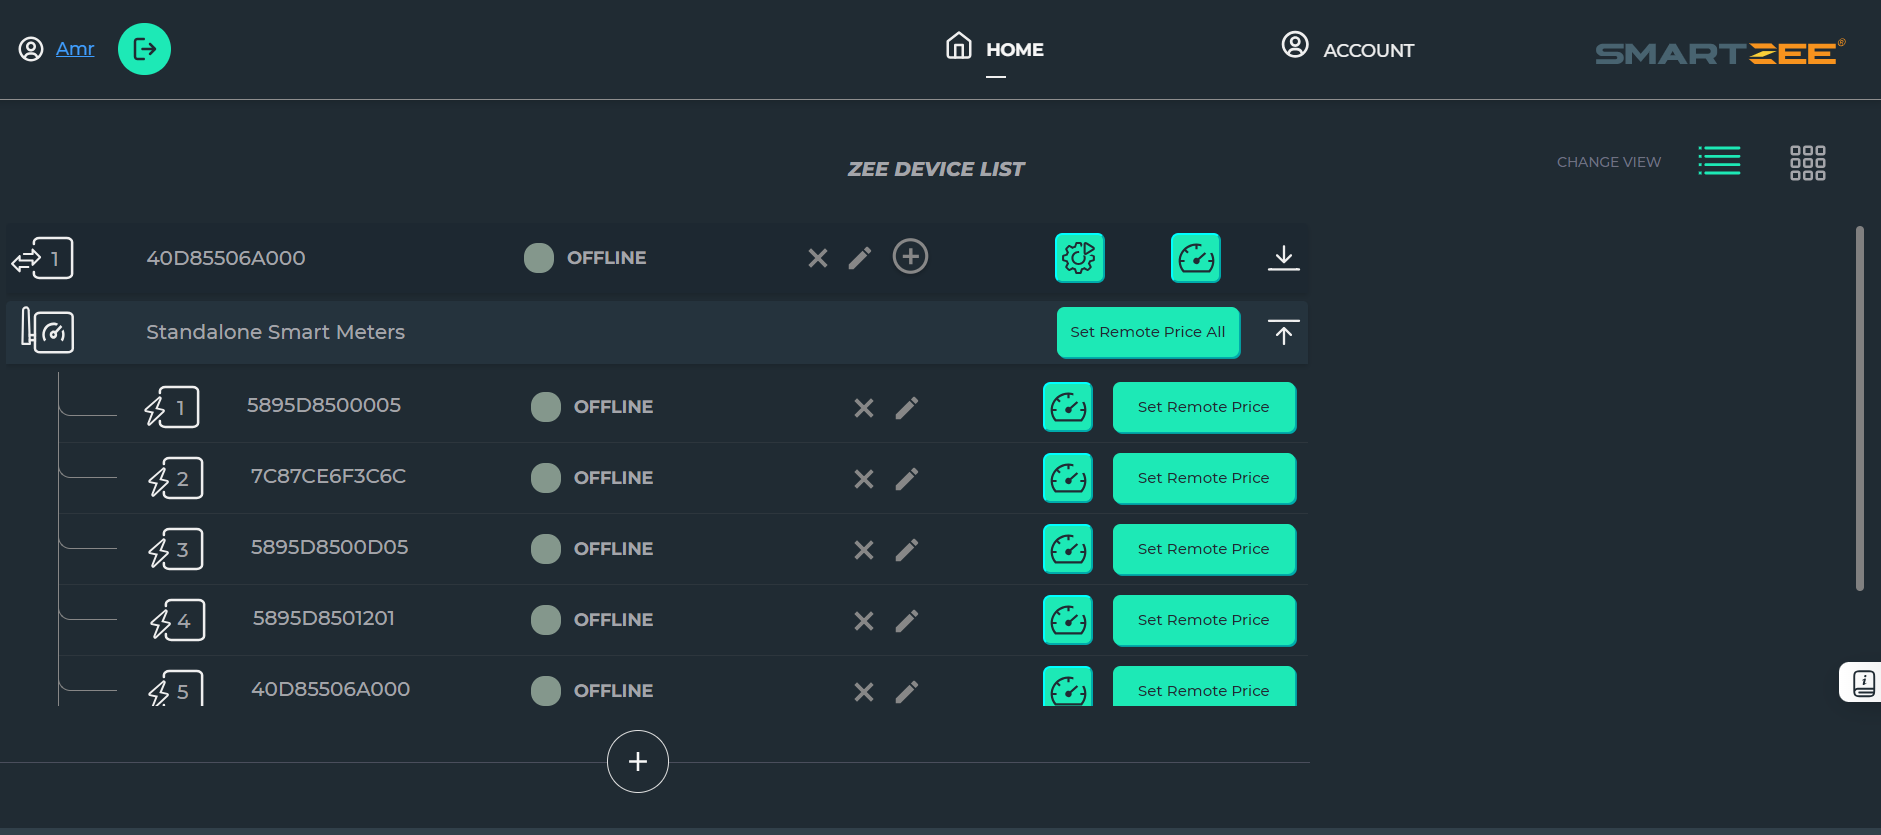 Amr
HOME
ACCOUNT
SMARTZEE®
ZEE DEVICE LIST
CHANGE VIEW
1 40D85506A000 OFFLINE
Standalone Smart Meters Set Remote Price All
1 5895D8500005 OFFLINE Set Remote Price
2 7C87CE6F3C6C OFFLINE Set Remote Price
3 5895D8500D05 OFFLINE Set Remote Price
4 5895D8501201 OFFLINE Set Remote Price
5 40D85506A000 OFFLINE Set Remote Price